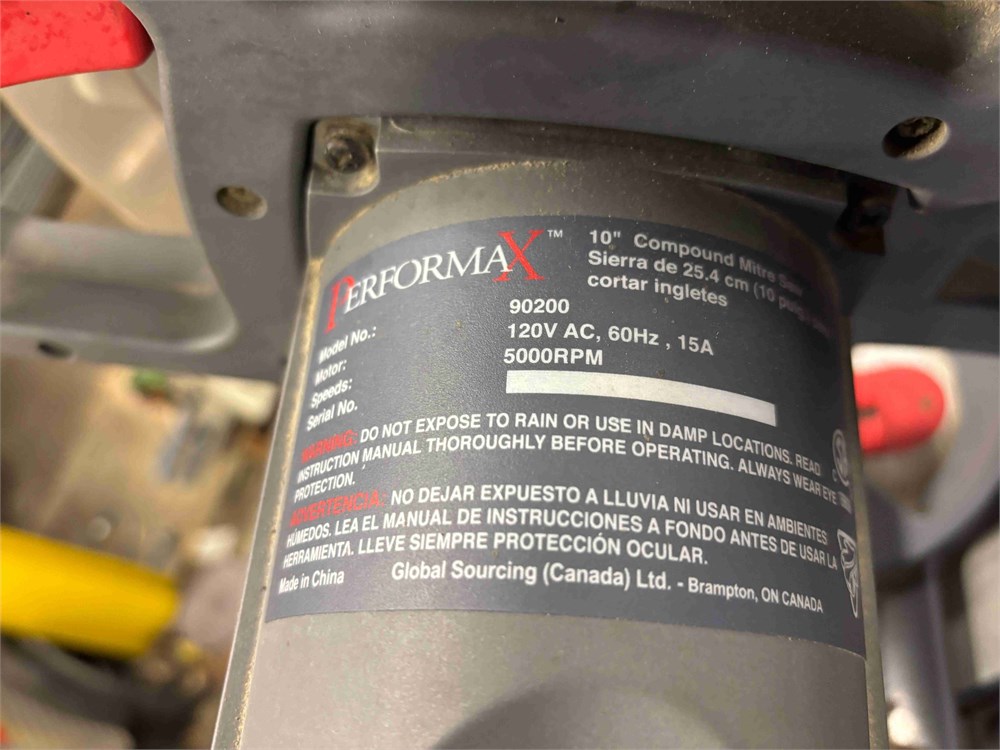 PERFORMAX™
10" Compound Mitre Saw
Sierra de 25.4 cm (10
cortar ingletes
Model No.: 90200
Motor: 120V AC, 60Hz , 15A
Speeds: 5000RPM
Serial No.
WARNING: DO NOT EXPOSE TO RAIN OR USE IN DAMP LOCATIONS. READ
INSTRUCTION MANUAL THOROUGHLY BEFORE OPERATING. ALWAYS WEAR EYE
PROTECTION.
ADVERTENCIA: NO DEJAR EXPUESTO A LLUVIA NI USAR EN AMBIENTES
HÚMEDOS. LEA EL MANUAL DE INSTRUCCIONES A FONDO ANTES DE USAR LA
HERRAMIENTA. LLEVE SIEMPRE PROTECCIÓN OCULAR.
Made in China Global Sourcing (Canada) Ltd. - Brampton, ON CANADA